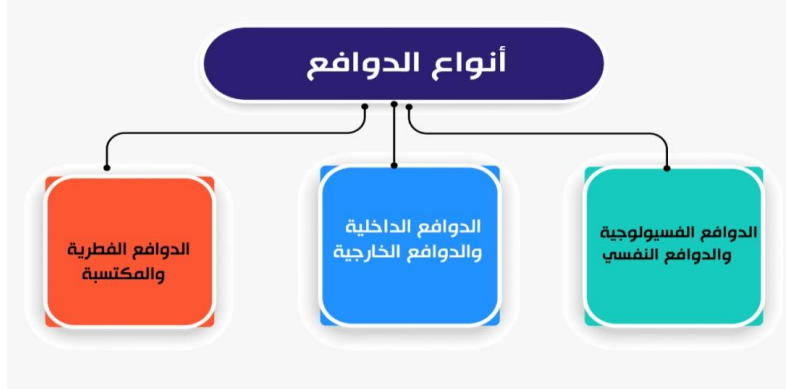 أنواع الدوافع
الدوافع الفسيولوجية
والدوافع النفسي
الدوافع الداخلية
والدوافع الخارجية
الدوافع الفطرية
والمكتسبة